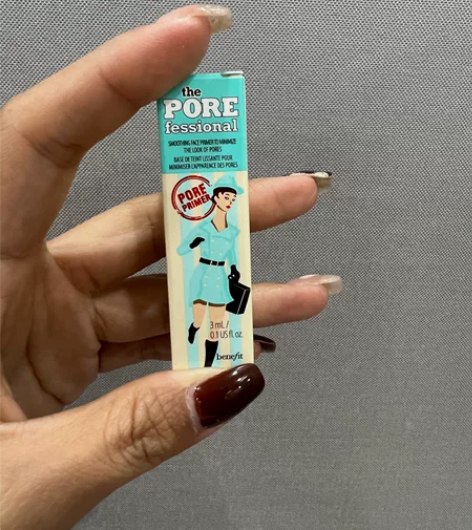 the
PORE
fessional
SMOOTHING FACE PRIMER TO MINIMIZE
THE LOOK OF PORES
BASE DE TEINT LISSANTE POUR
MINIMISER L'APPARENCE DES PORES
PORE
PRIMER
3 mL /
0.1 US fl. oz.
benefit